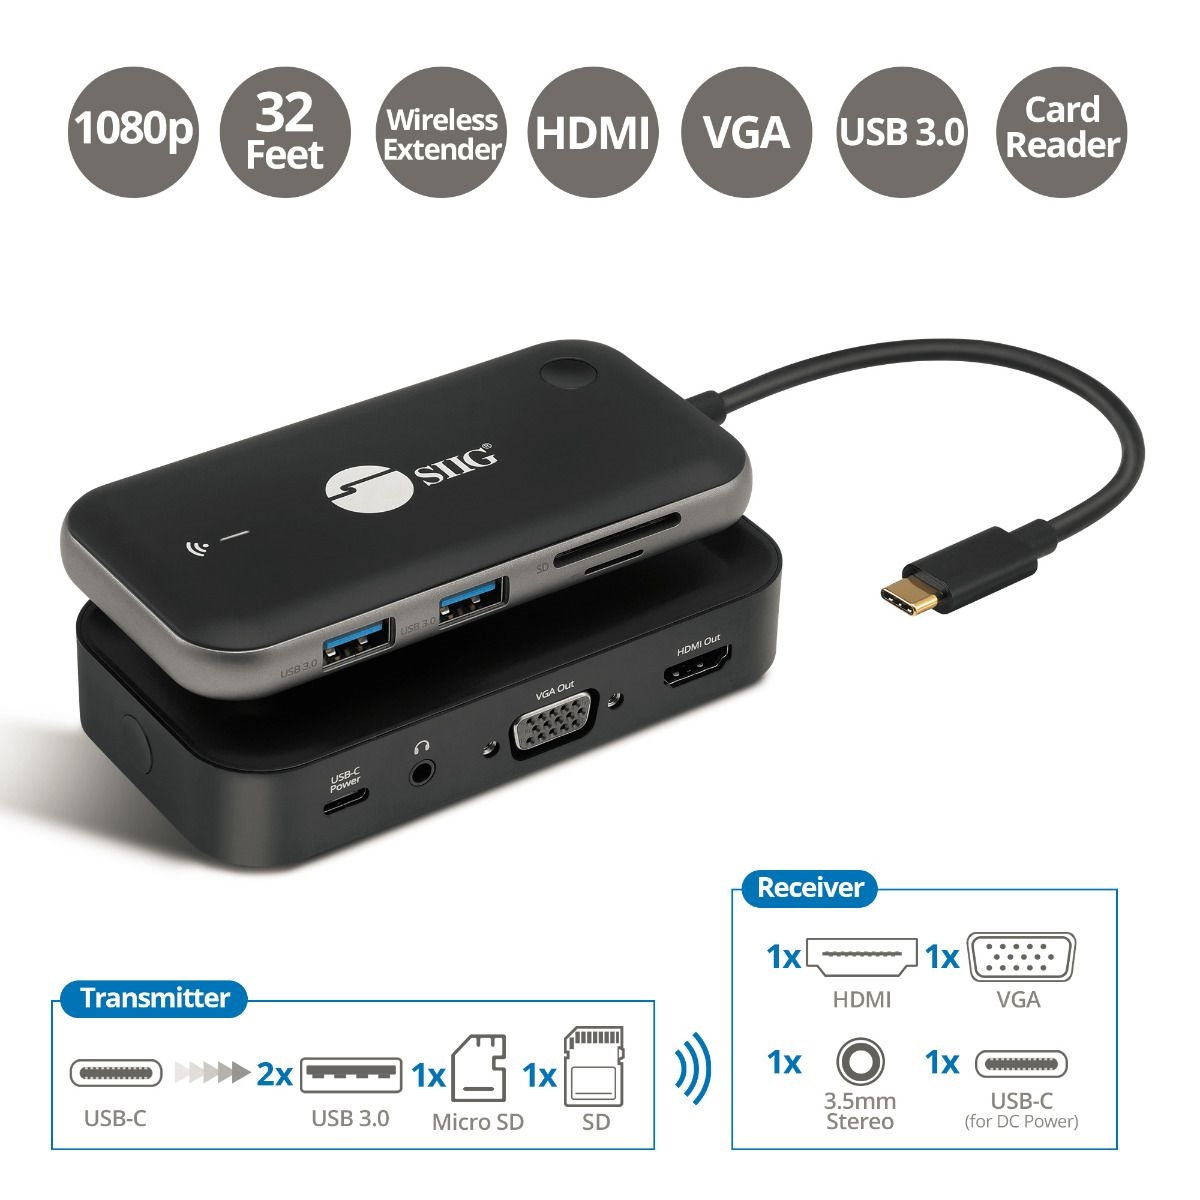 1080p
32
Feet
Wireless
Extender
HDMI
VGA
USB 3.0
Card
Reader
SIIG®
SD
USB 3.0
USB 3.0
HDMI Out
VGA Out
USB-C
Power
Receiver
1x
1x
HDMI
VGA
1x
1x
3.5mm
Stereo
USB-C
(for DC Power)
Transmitter
2x
1x
1x
USB-C
USB 3.0
Micro SD
SD